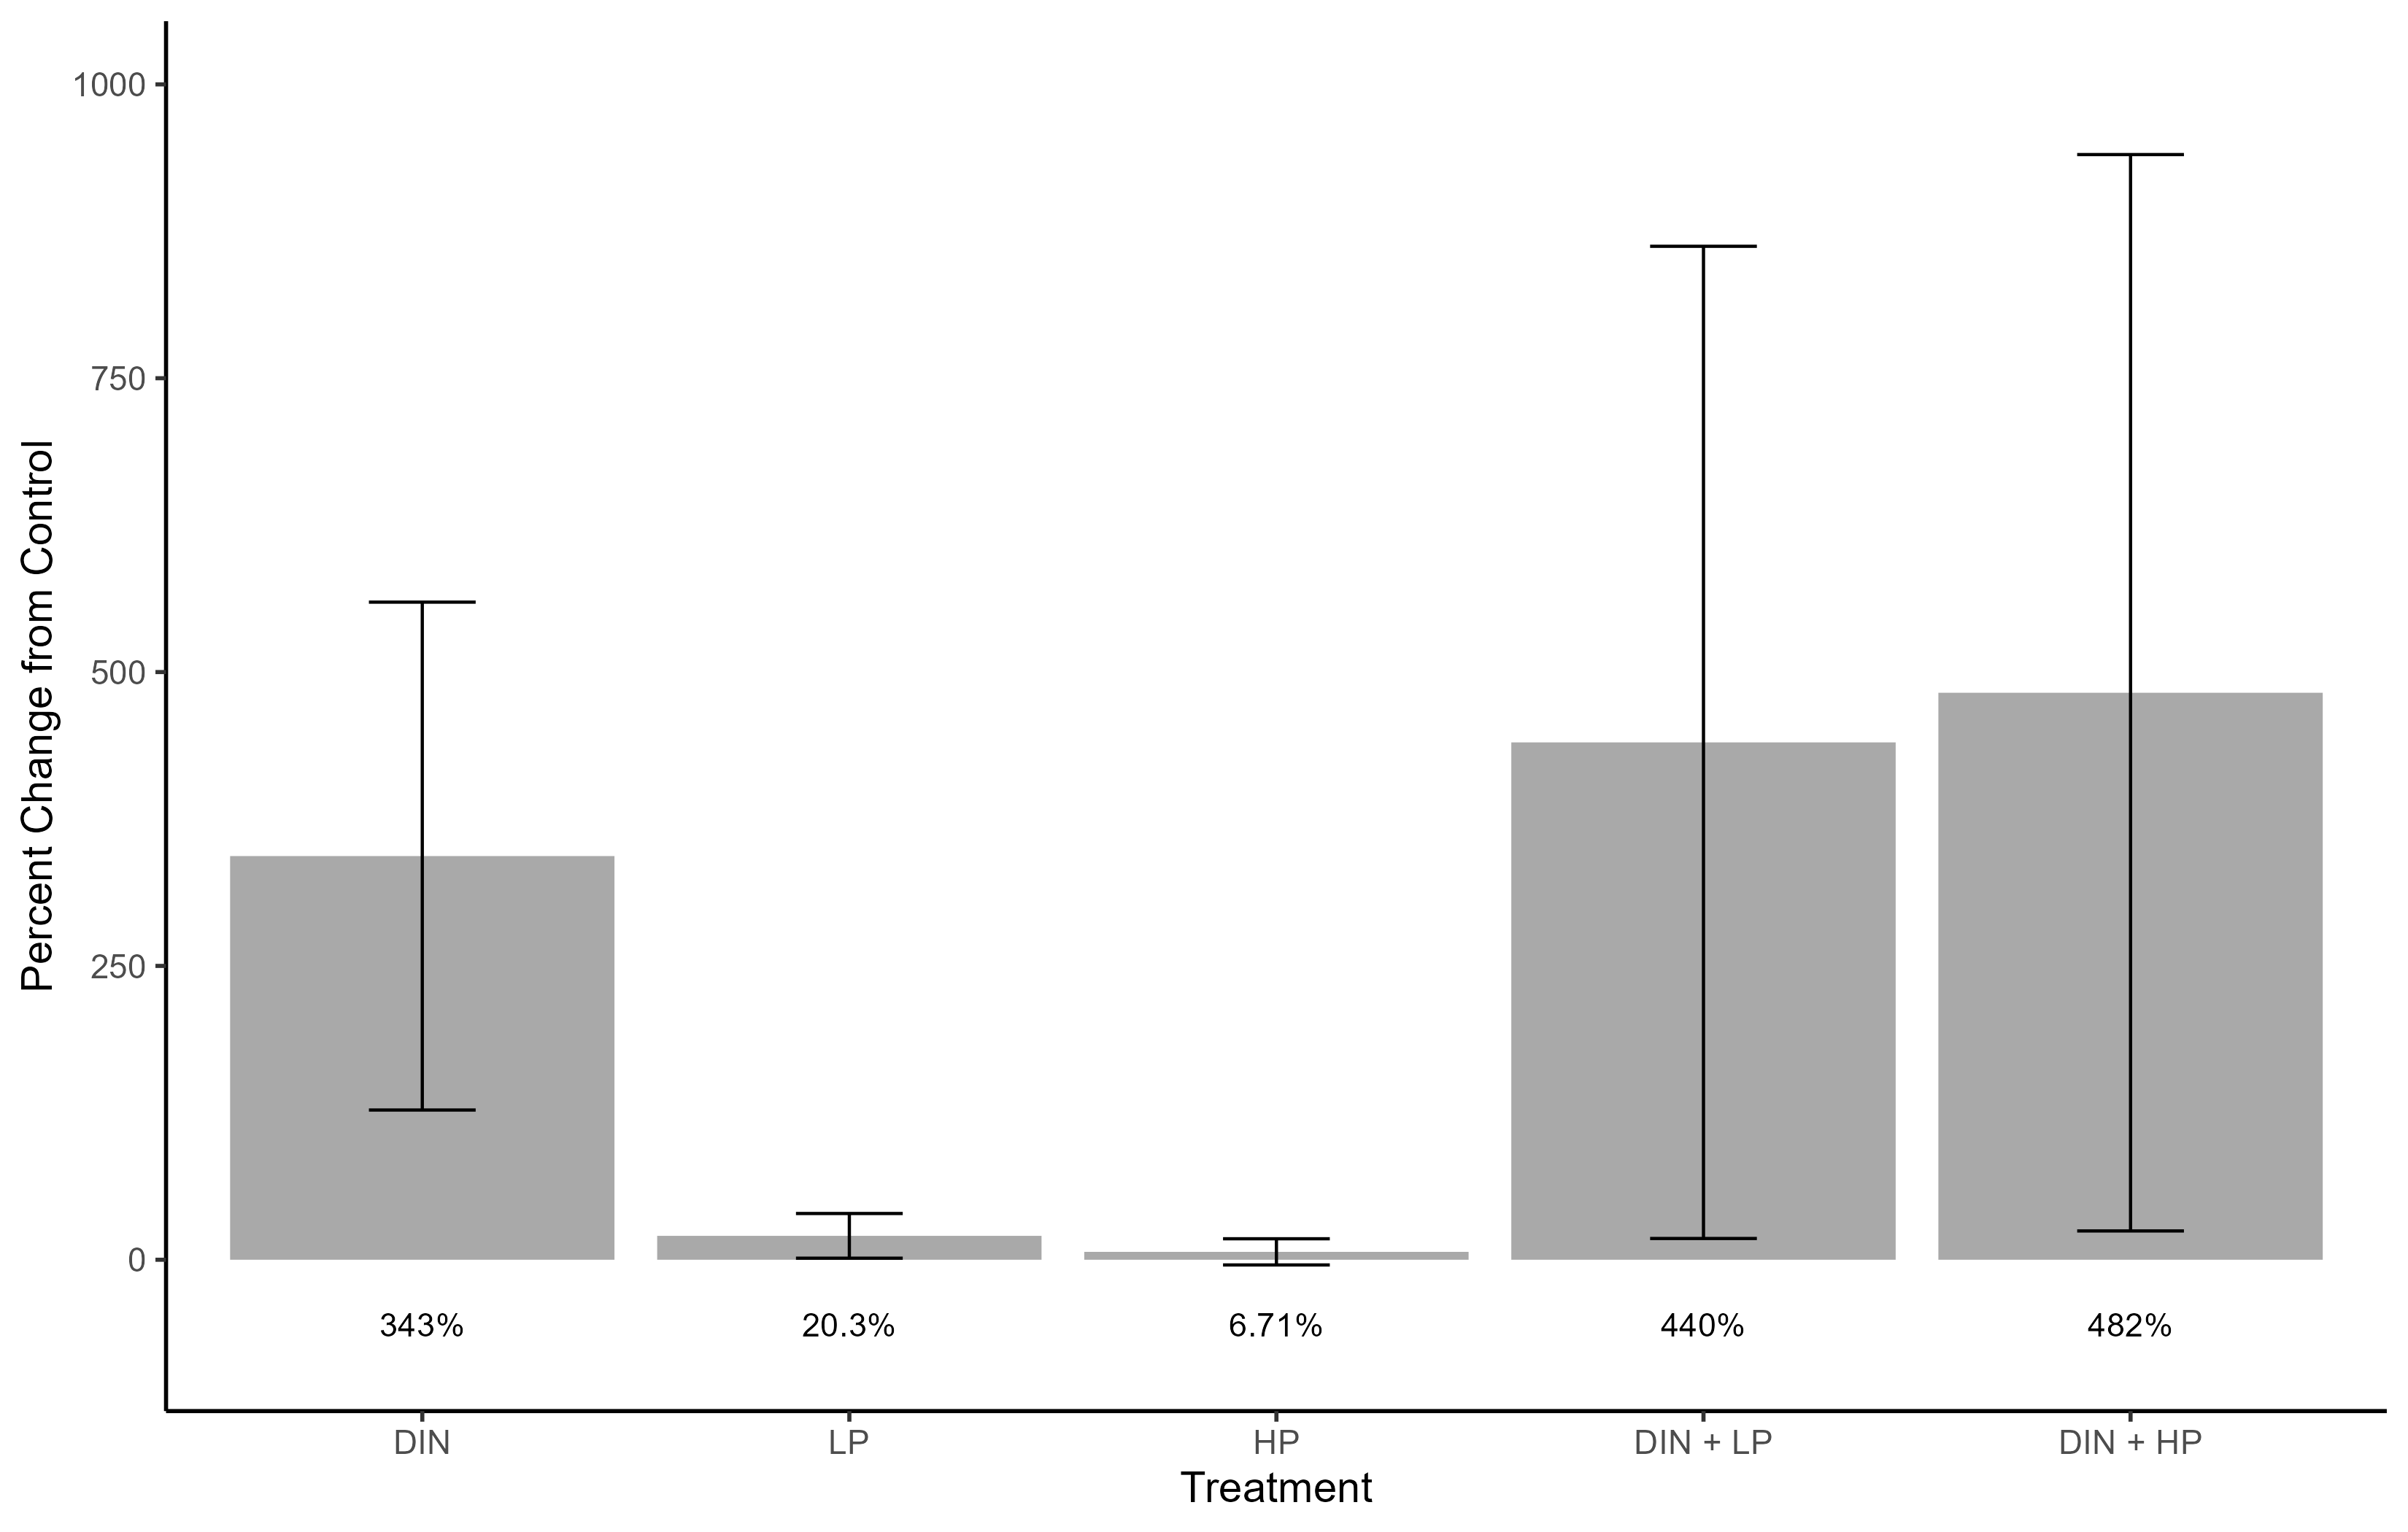 Percent Change from Control
1000
750
500
250
0
343%
20.3%
6.71%
440%
482%
DIN
LP
HP
DIN + LP
DIN + HP
Treatment